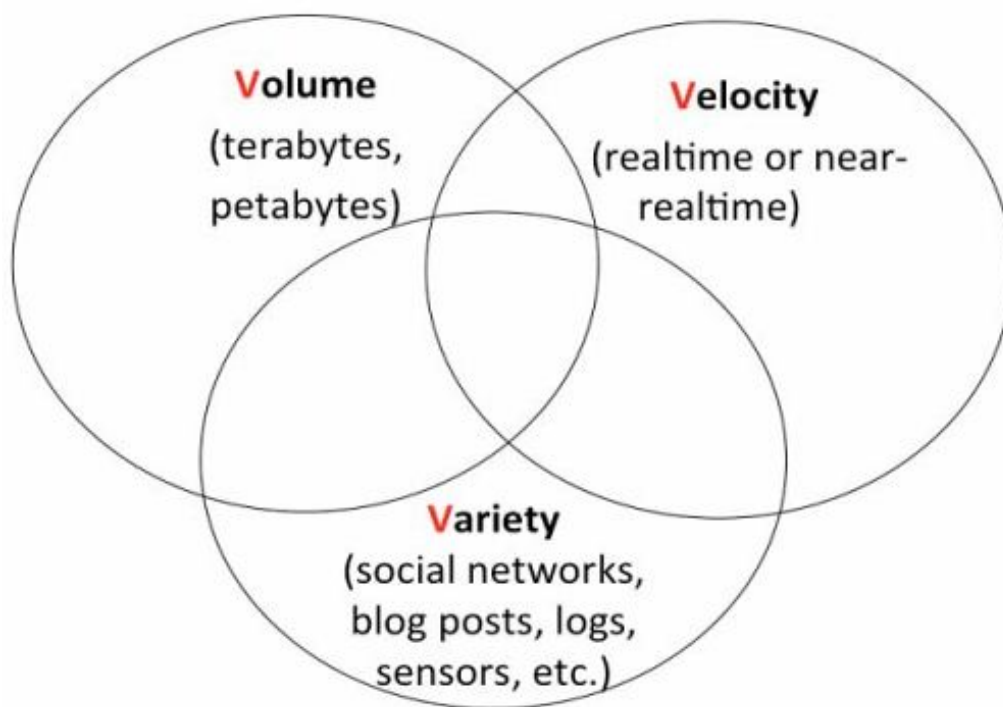 Volume
(terabytes,
petabytes)
Velocity
(realtime or near-
realtime)
Variety
(social networks,
blog posts, logs,
sensors, etc.)